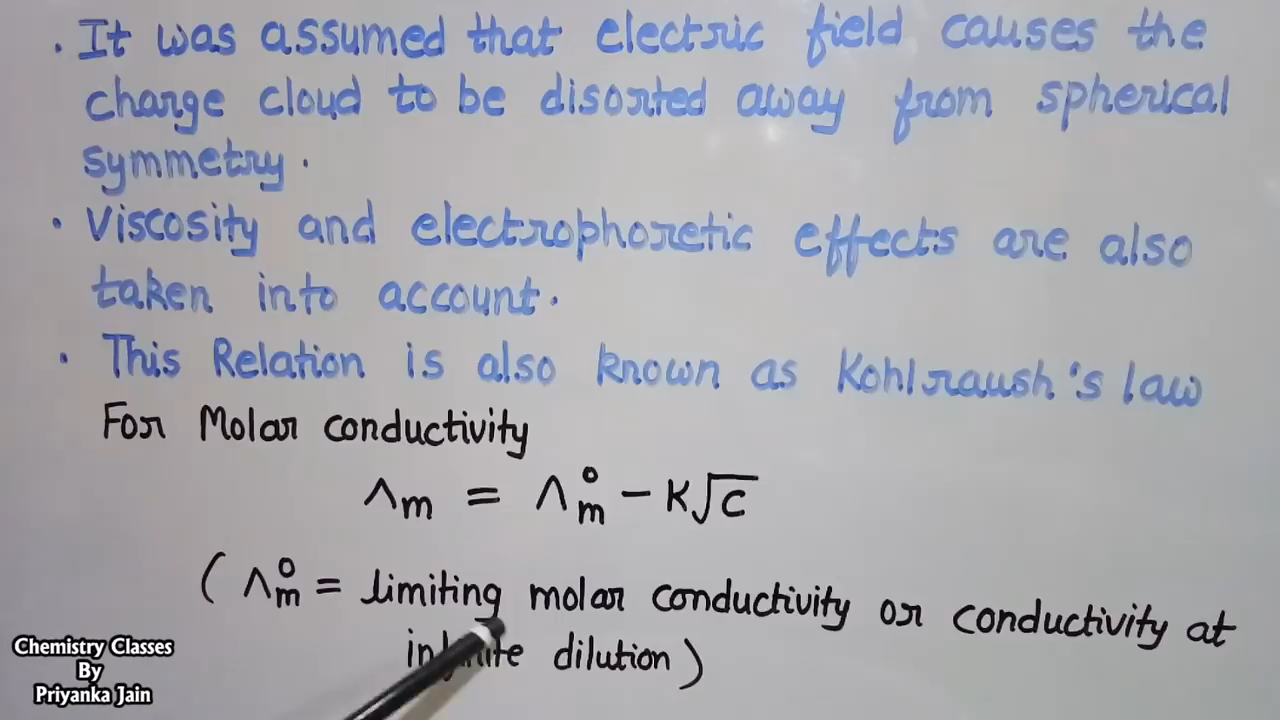 . It was assumed that electric field causes the
charge cloud to be disorted away from spherical
symmetry.
. Viscosity and electrophoretic effects are also
taken into account.
. This Relation is also known as Kohlraush's law
For Molar conductivity
Λm = Λ°m - K√c
( Λ°m = limiting molar conductivity or conductivity at
infinite dilution )
Chemistry Classes
By
Priyanka Jain